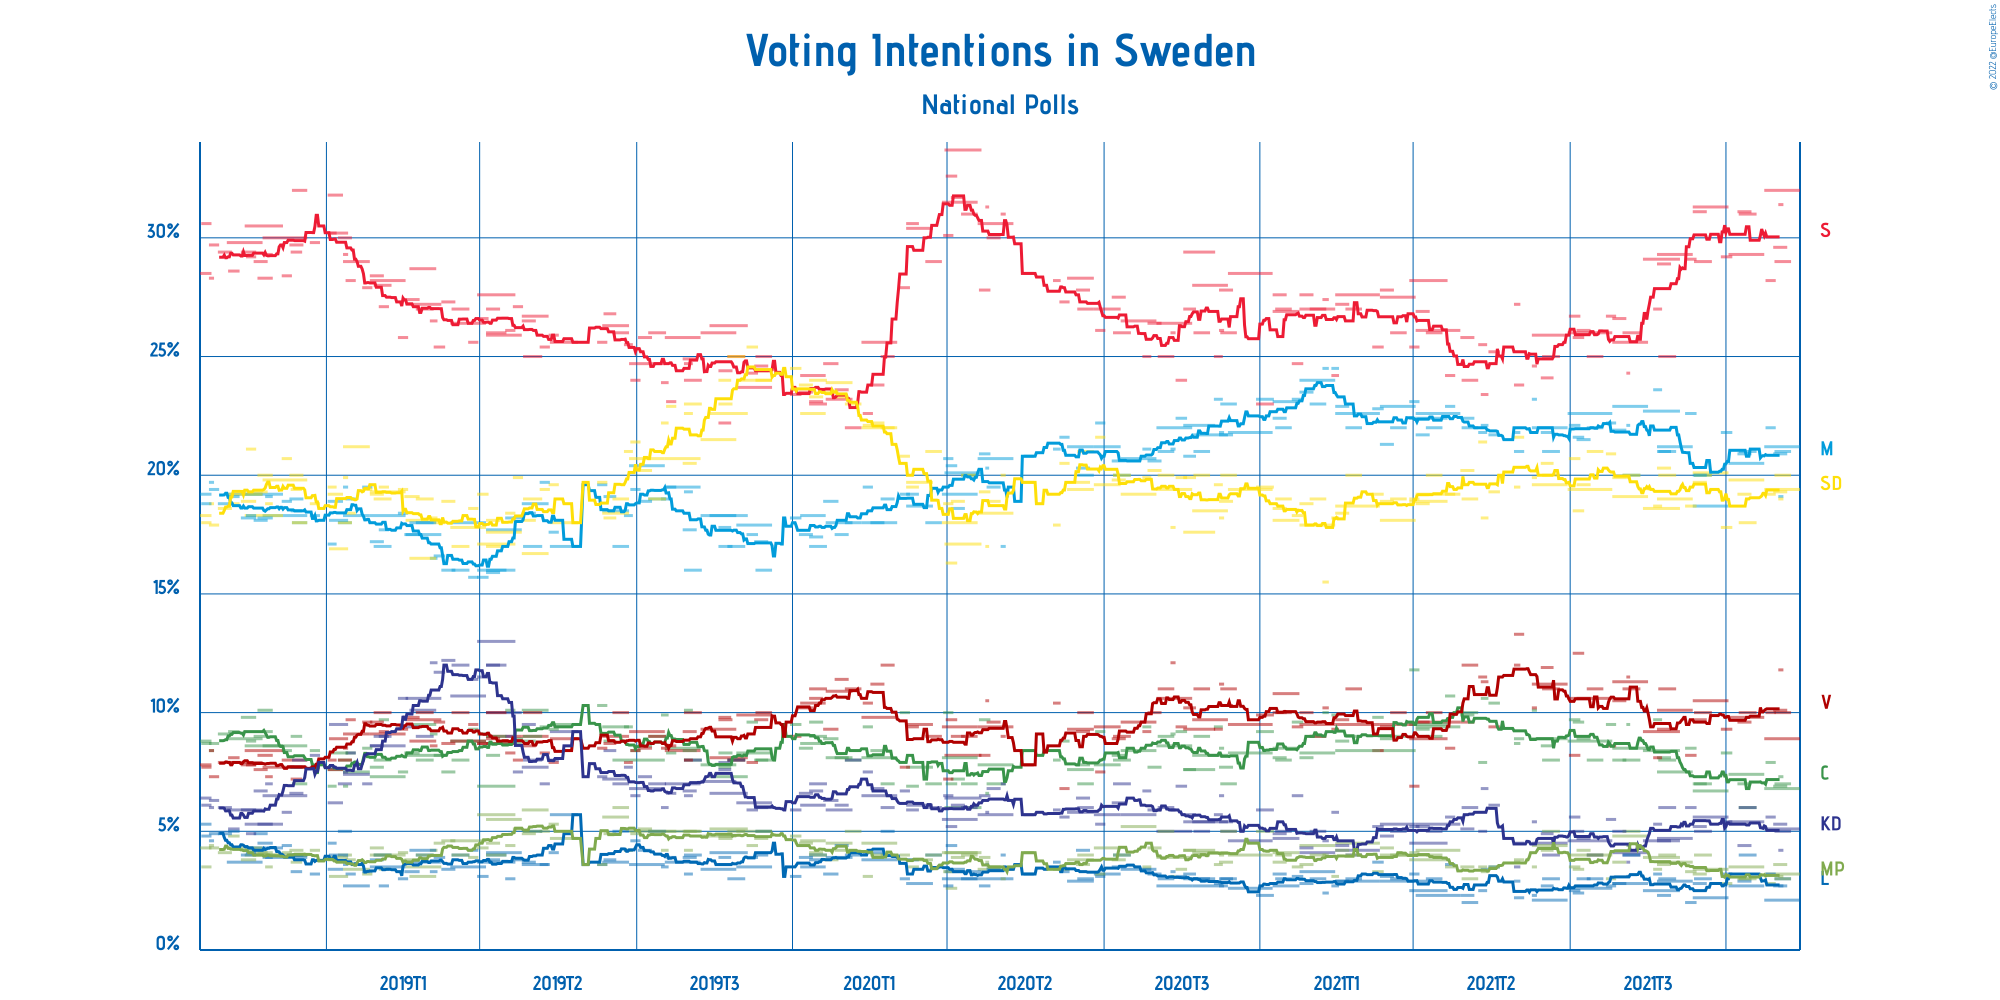 © 2022 @EuropeElects
Voting Intentions in Sweden
National Polls
30%
25%
20%
15%
10%
5%
0%
S
M
SD
V
C
KD
MP
L
2019T1 2019T2 2019T3 2020T1 2020T2 2020T3 2021T1 2021T2 2021T3